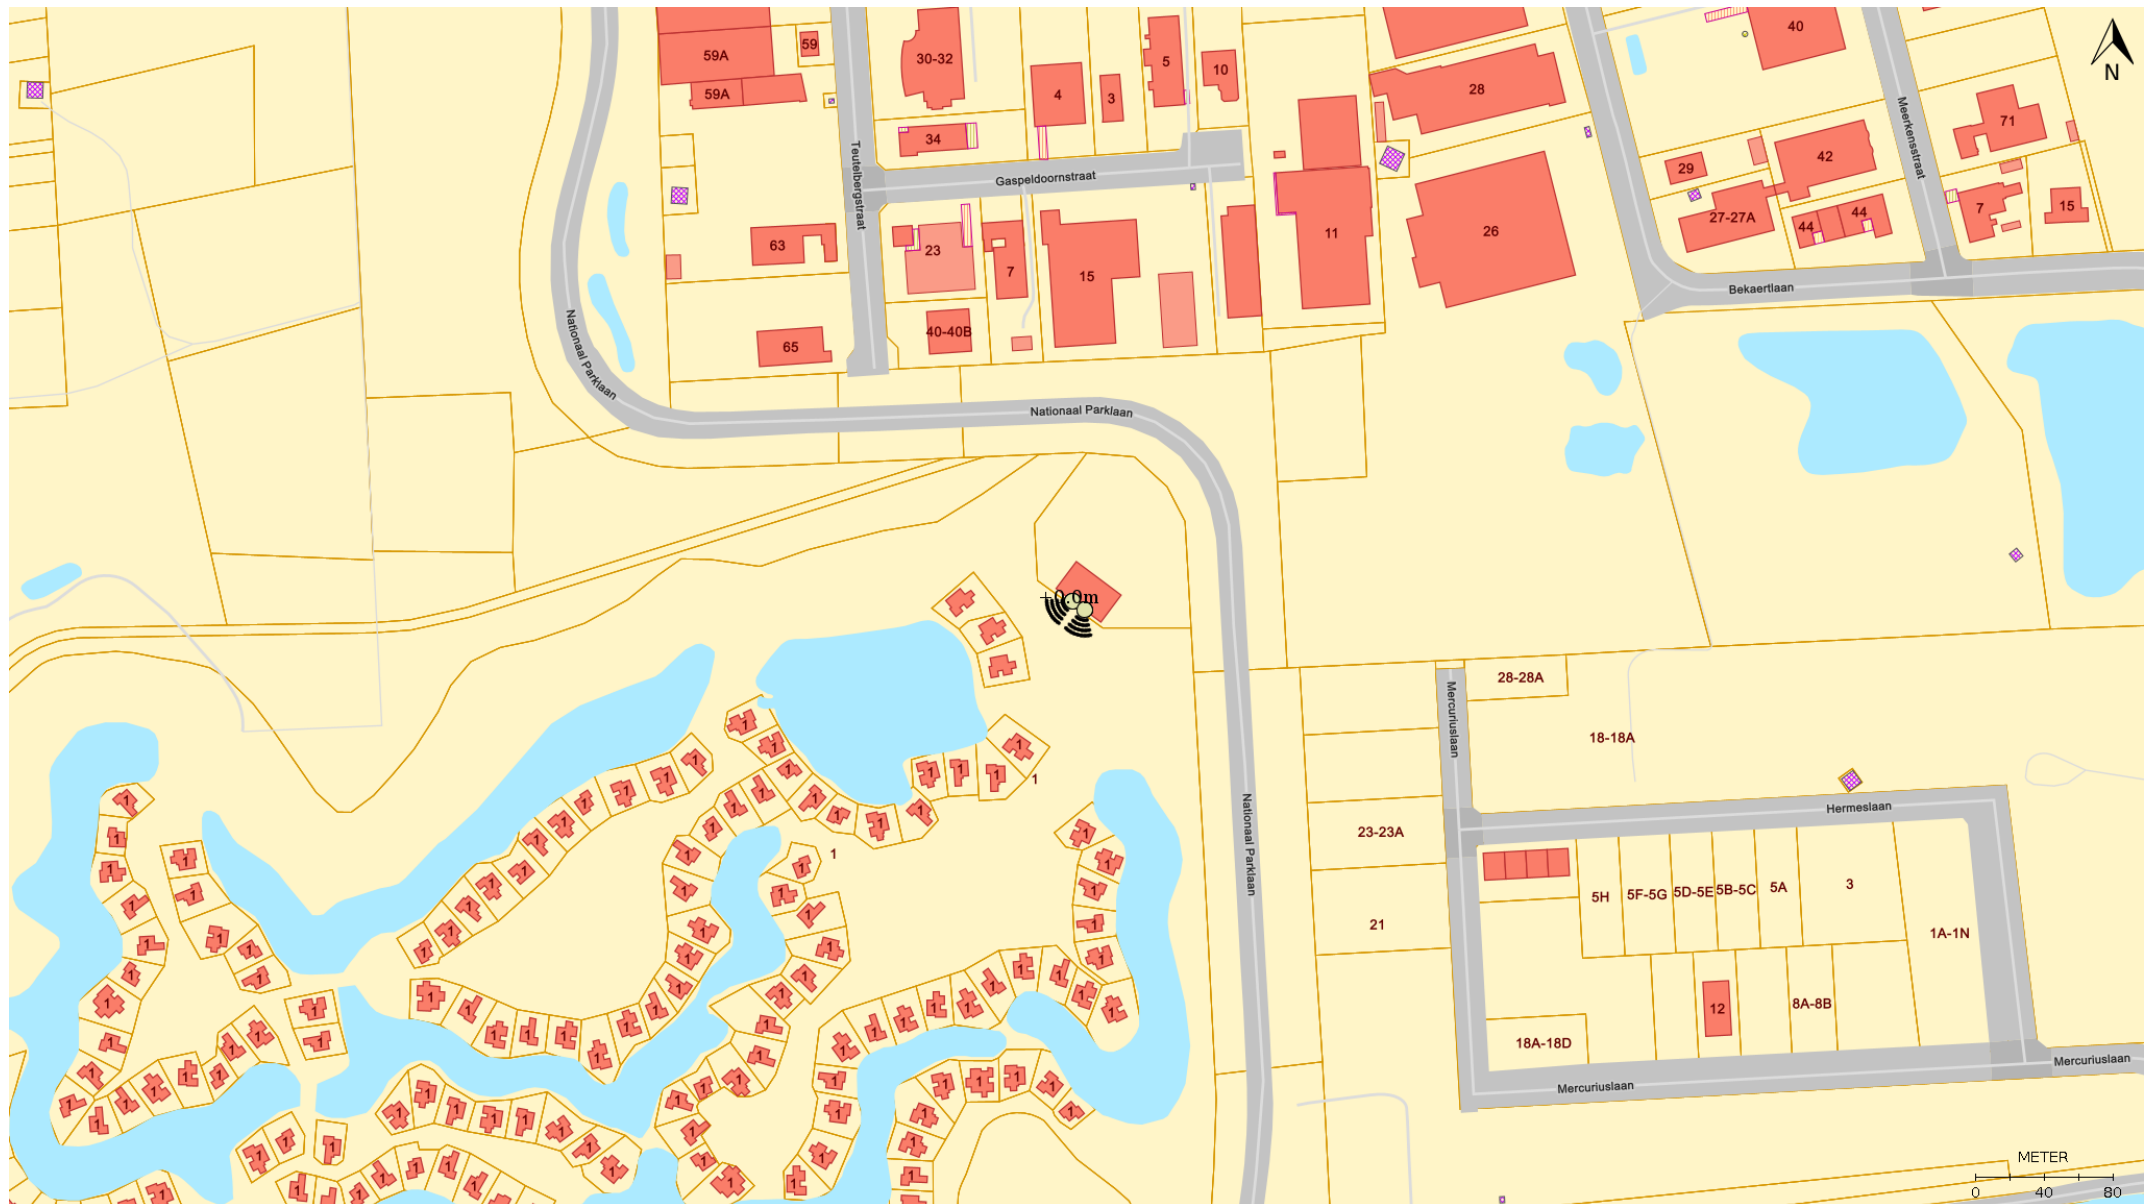 59A
59
59A
30-32
34
4
3
5
10
28
40
N
71
42
29
27-27A
44
44
7
15
Meerkensstraat
Teutelbergstraat
Gaspeldoornstraat
63
23
7
15
11
26
Bekaertlaan
40-40B
65
Nationaal Parklaan
Nationaal Parklaan
+0.0m
28-28A
Mercuriuslaan
18-18A
23-23A
Hermeslaan
Nationaal Parklaan
21
5H
5F-5G
5D-5E
5B-5C
5A
3
1A-1N
12
8A-8B
18A-18D
Mercuriuslaan
Mercuriuslaan
1
1
METER
0 40 80